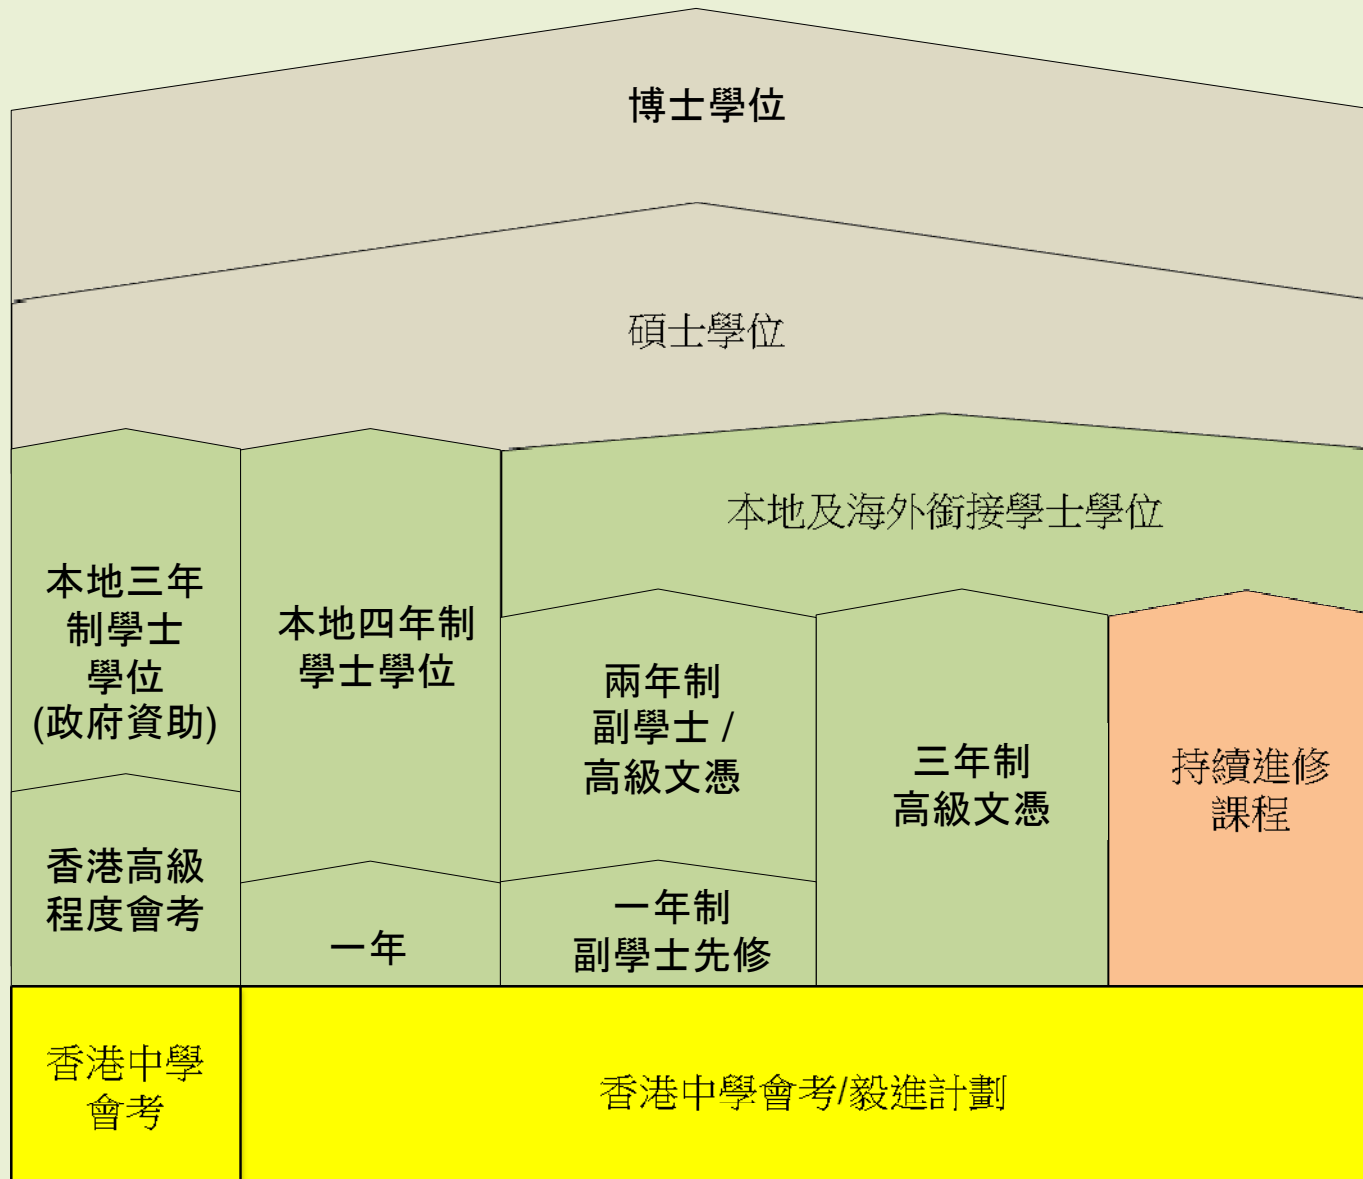 博士學位
碩士學位
本地及海外銜接學士學位
本地三年
制學士
學位
(政府資助)
本地四年制
學士學位
兩年制
副學士 /
高級文憑
三年制
高級文憑
持續進修
課程
香港高級
程度會考
一年
一年制
副學士先修
香港中學
會考
香港中學會考/毅進計劃